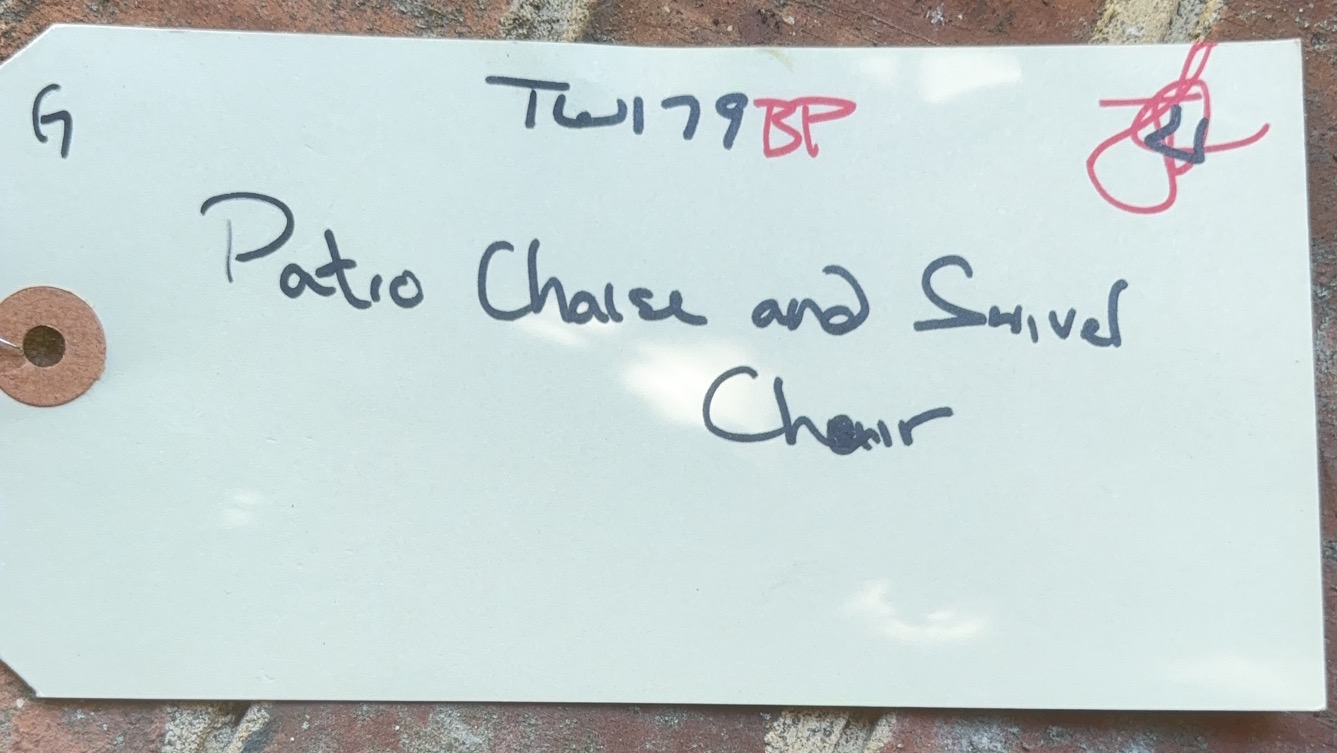 G TW179BP
Patio Chaise and Swivel
Chair